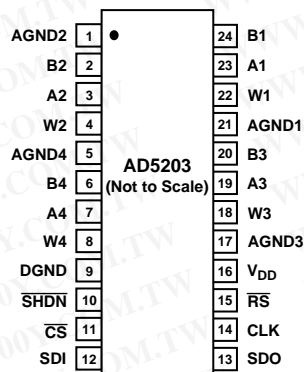 AGND2 1 24 B1
B2 2 23 A1
A2 3 22 W1
W2 4 21 AGND1
AGND4 5 20 B3
AD5203
B4 6 19 A3
(Not to Scale)
A4 7 18 W3
W4 8 17 AGND3
DGND 9 16 VDD
SHDN 10 15 RS
CS 11 14 CLK
SDI 12 13 SDO